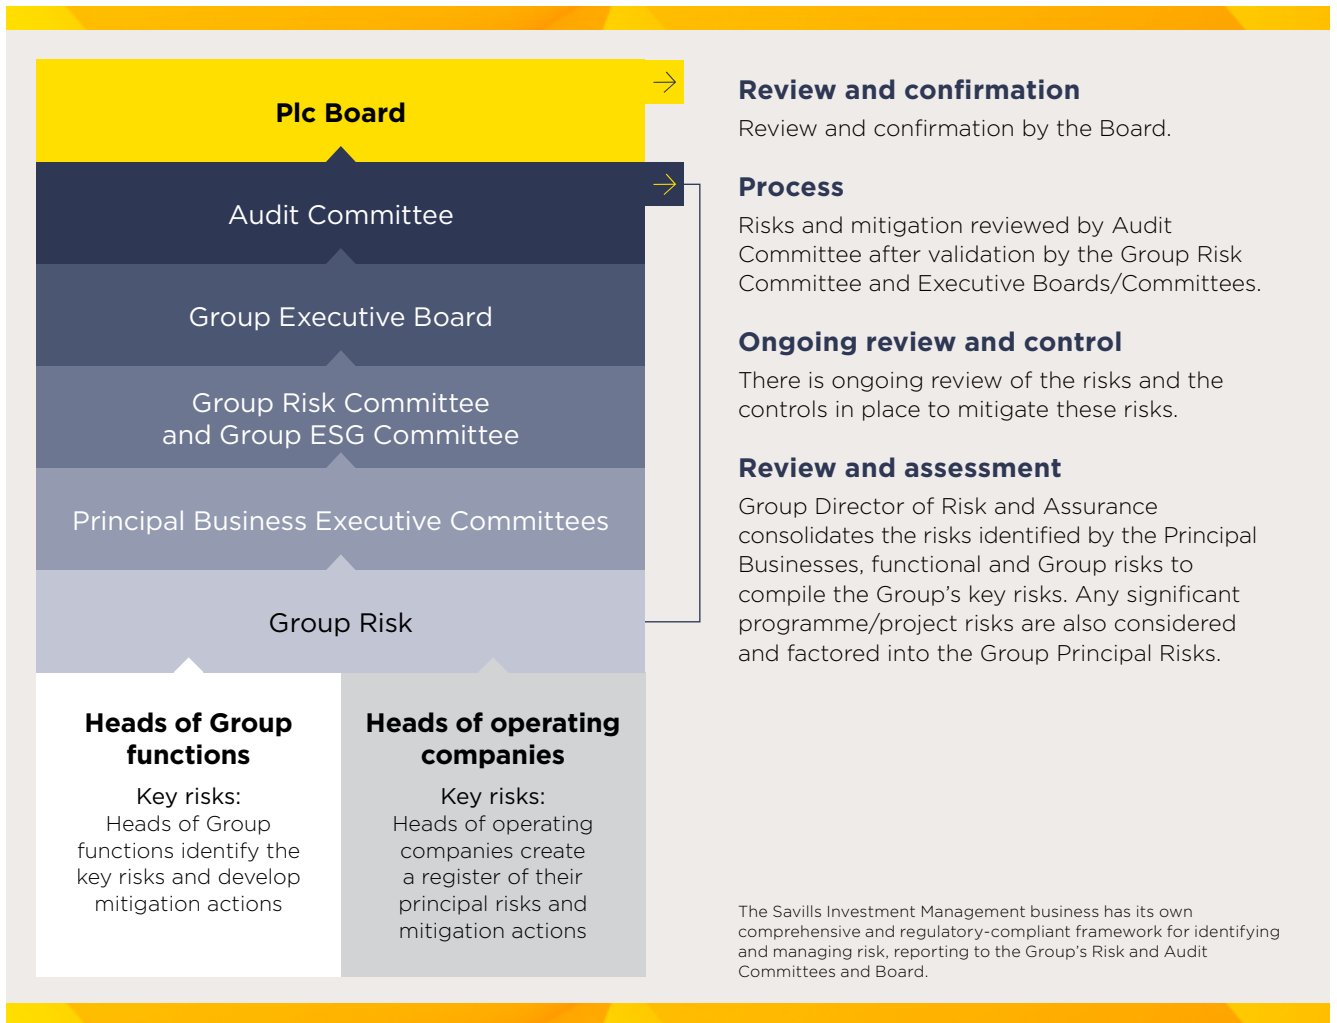 Plc Board
Audit Committee
Group Executive Board
Group Risk Committee
and Group ESG Committee
Principal Business Executive Committees
Group Risk
Heads of Group
functions
Key risks:
Heads of Group
functions identify the
key risks and develop
mitigation actions
Heads of operating
companies
Key risks:
Heads of operating
companies create
a register of their
principal risks and
mitigation actions
Review and confirmation
Review and confirmation by the Board.
Process
Risks and mitigation reviewed by Audit
Committee after validation by the Group Risk
Committee and Executive Boards/Committees.
Ongoing review and control
There is ongoing review of the risks and the
controls in place to mitigate these risks.
Review and assessment
Group Director of Risk and Assurance
consolidates the risks identified by the Principal
Businesses, functional and Group risks to
compile the Group’s key risks. Any significant
programme/project risks are also considered
and factored into the Group Principal Risks.
The Savills Investment Management business has its own
comprehensive and regulatory-compliant framework for identifying
and managing risk, reporting to the Group’s Risk and Audit
Committees and Board.